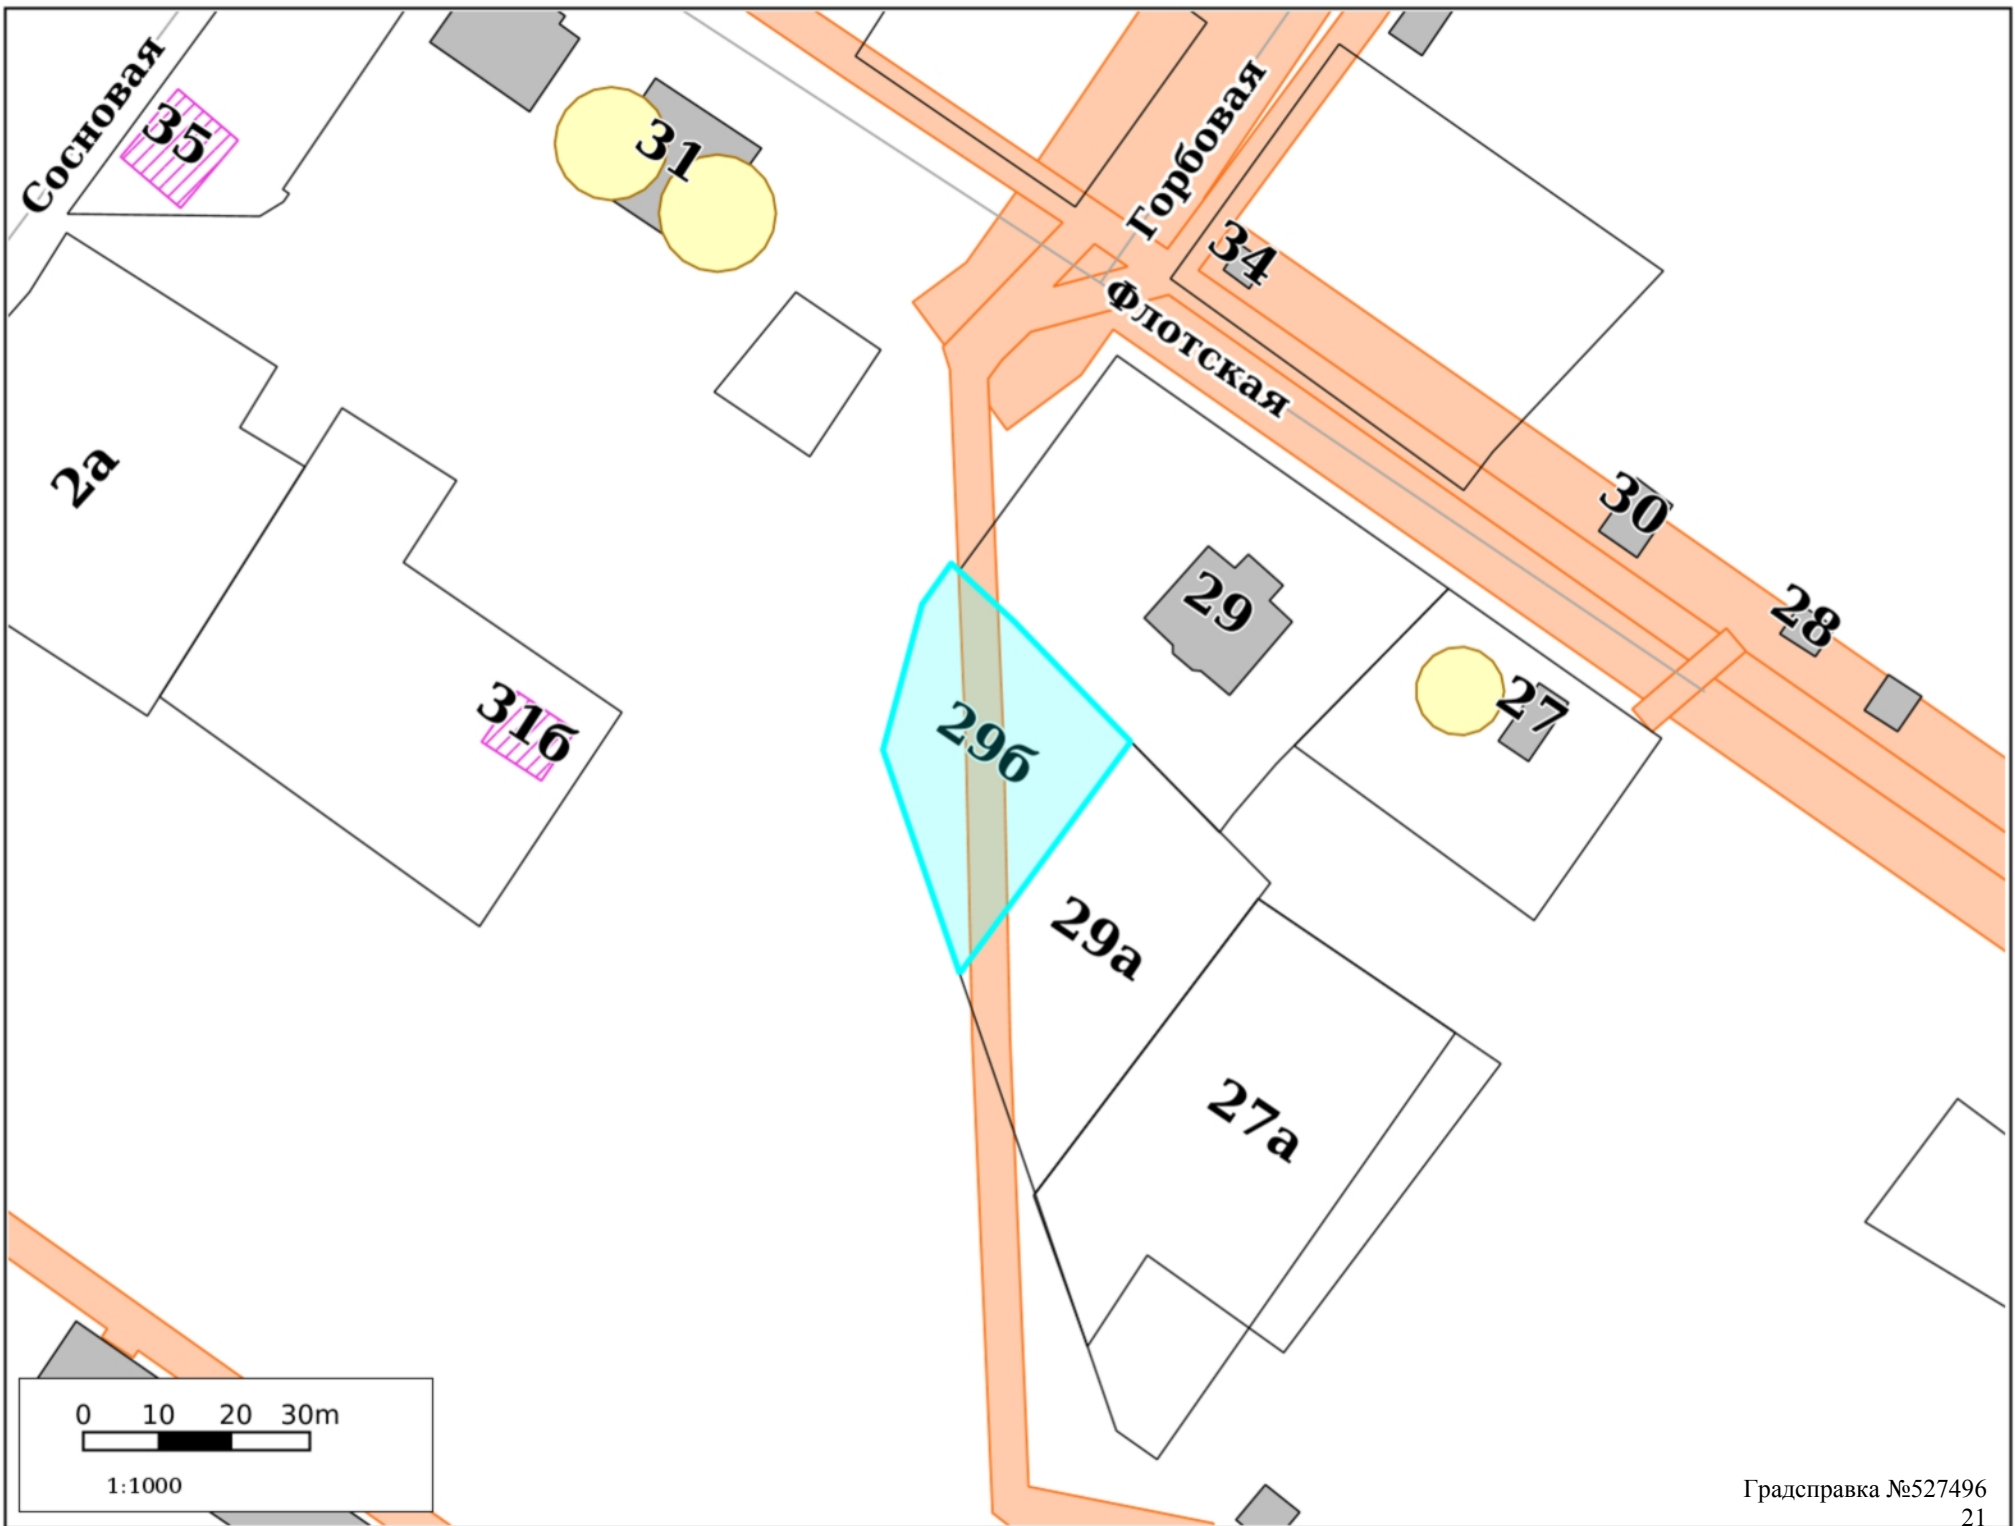 Сосновая
35
31
Горбовая
34
Флотская
2а
30
29
28
27
31б
29б
29а
27а
0 10 20 30m
1:1000
Градсправка №527496
21